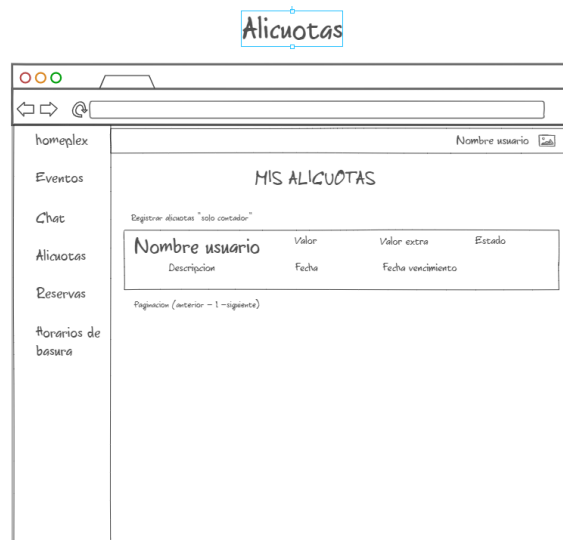 Alicuotas
homeplex
Nombre usuario
Eventos
MIS ALICUOTAS
Chat
Registrar alicuotas "solo contador"
Alicuotas
Nombre usuario Valor Valor extra Estado
Descripcion Fecha Fecha vencimiento
Reservas
Paginacion (anterior - 1 -siguiente)
Horarios de
basura